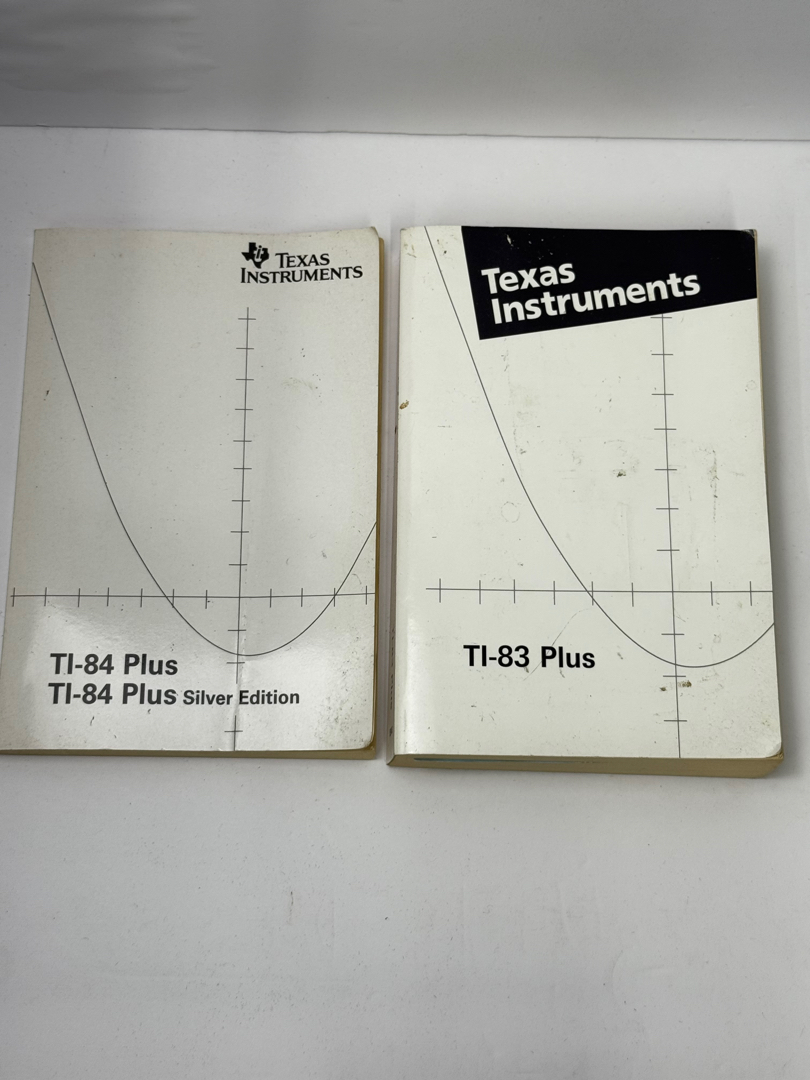 TEXAS
INSTRUMENTS
TI-84 Plus
TI-84 Plus Silver Edition
Texas
Instruments
TI-83 Plus